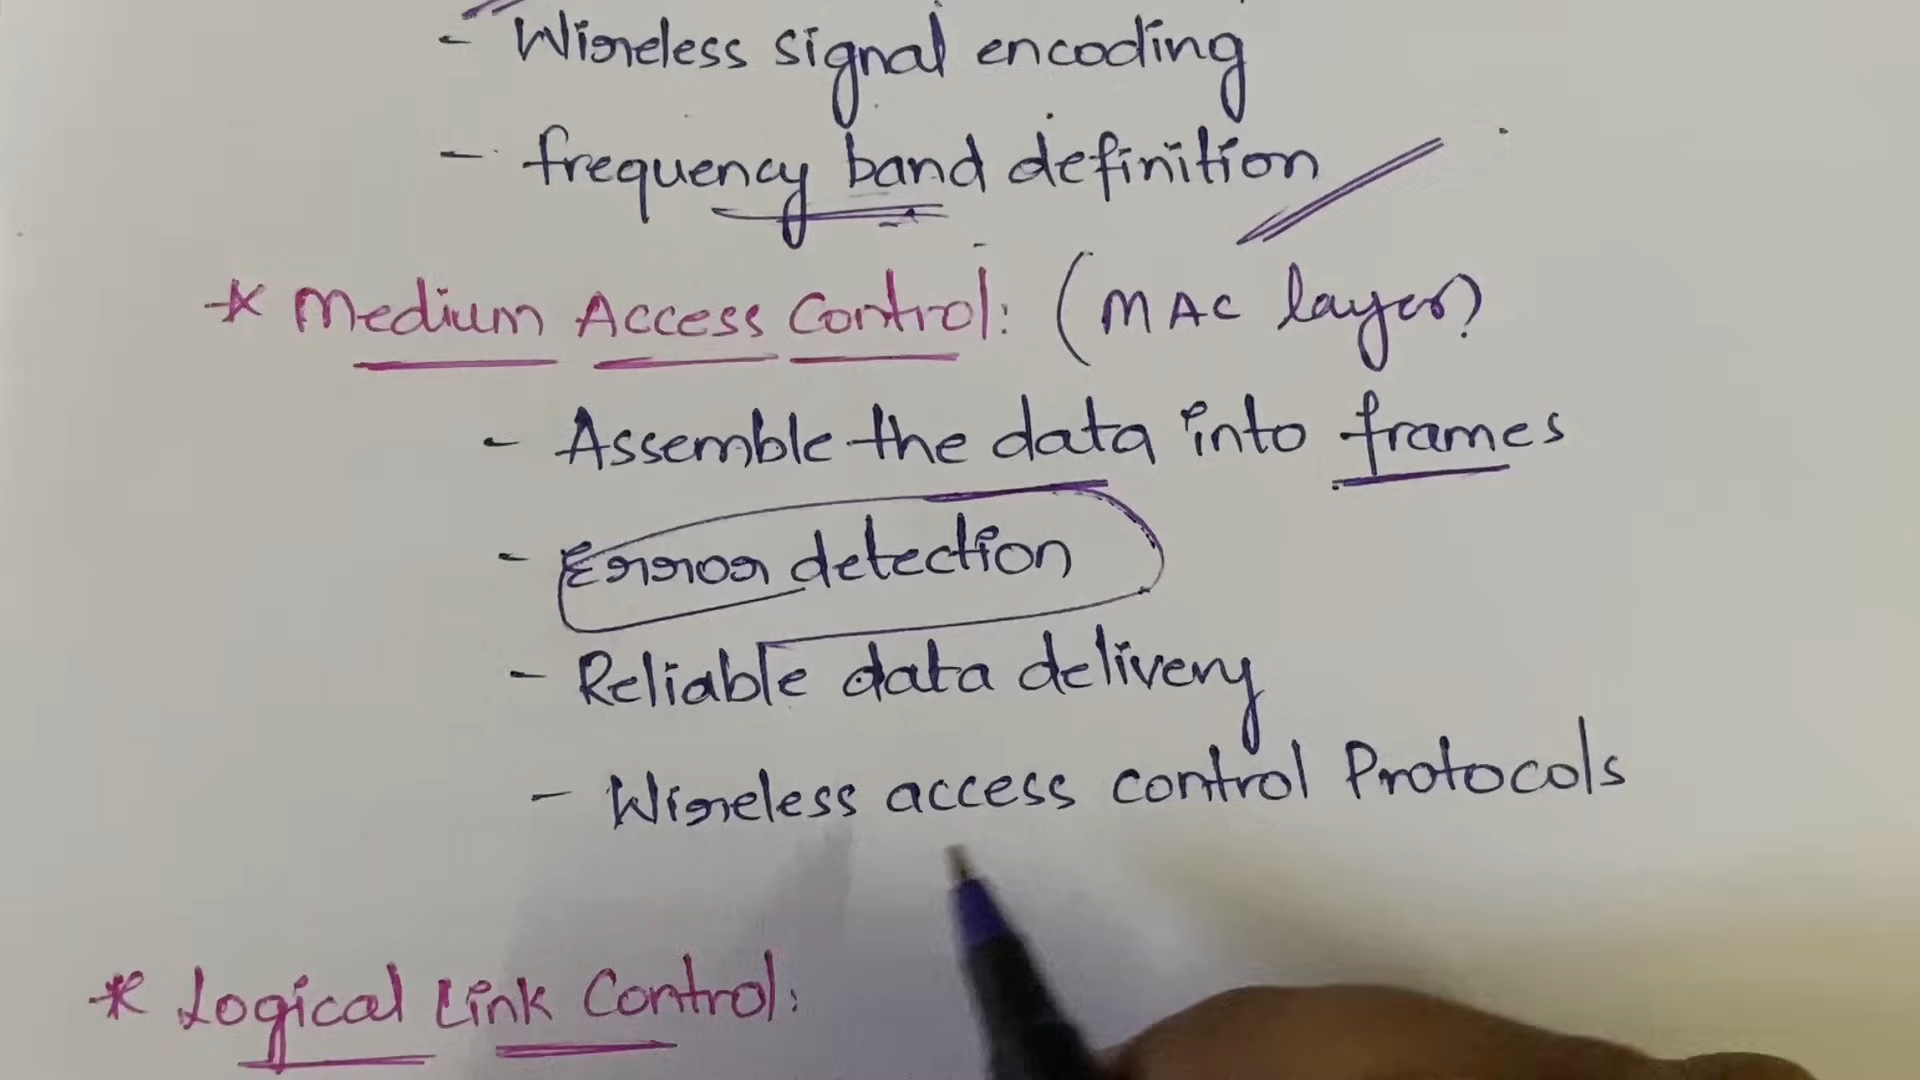 - Wireless signal encoding
- frequency band definition
* Medium Access Control: (MAC layer)
- Assemble the data into frames
- Error detection
- Reliable data delivery
- Wireless access control Protocols
* Logical Link Control: